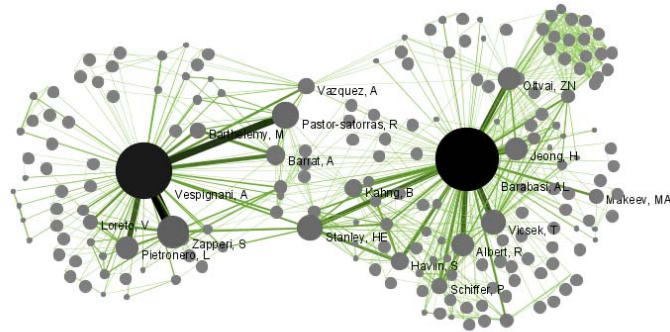 Oltvai, ZN
Vazquez, A
Pastor-satorras, R
Barthelemy, M
Barrat, A
Jeong, H
Vespignani, A
Kahng, B
Barabasi, AL
Makeev, MA
Loreto, V
Zapperi, S
Pietronero, L
Stanley, HE
Vicsek, T
Albert, R
Havlin, S
Schiffer, P